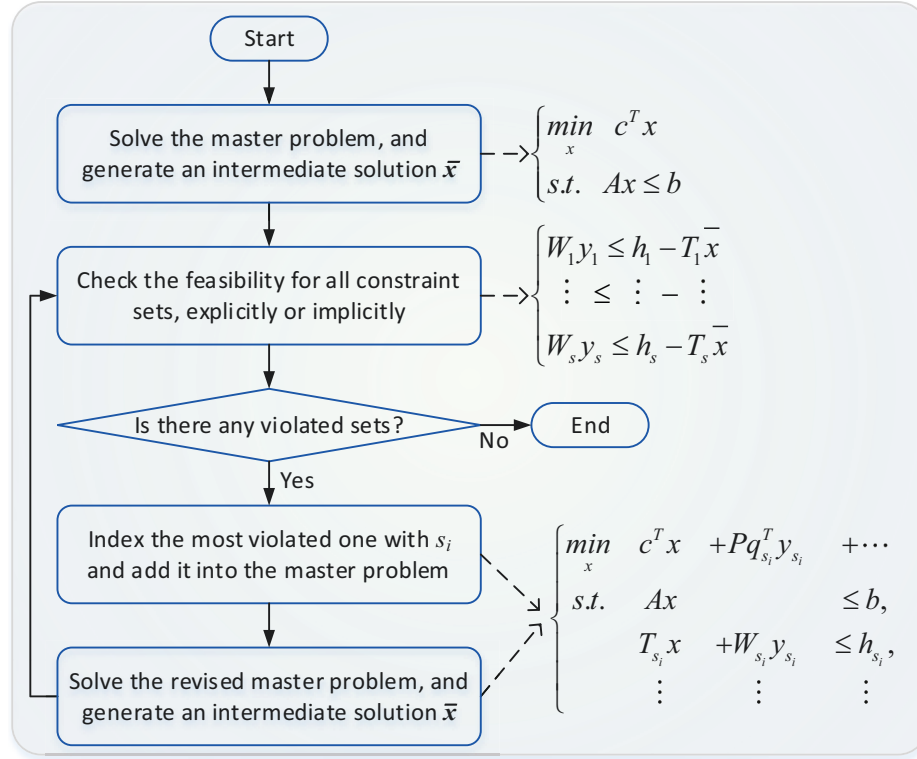 Start
Solve the master problem, and
generate an intermediate solution x̄
min c^T x
x
s.t. Ax ≤ b
Check the feasibility for all constraint
sets, explicitly or implicitly
W_1 y_1 ≤ h_1 − T_1 x̄
⋮ ≤ ⋮ − ⋮
W_s y_s ≤ h_s − T_s x̄
Is there any violated sets?
No
End
Yes
Index the most violated one with s_i
and add it into the master problem
min c^T x +Pq_{s_i}^T y_{s_i} +⋯
x
s.t. Ax ≤ b,
T_{s_i} x +W_{s_i} y_{s_i} ≤ h_{s_i},
⋮ ⋮ ⋮
Solve the revised master problem, and
generate an intermediate solution x̄